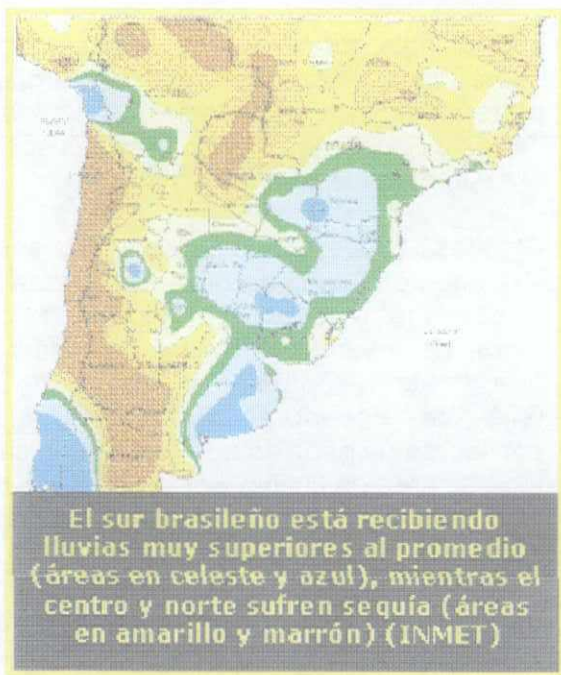 El sur brasileño está recibiendo
lluvias muy superiores al promedio
(áreas en celeste y azul), mientras el
centro y norte sufren sequía (áreas
en amarillo y marrón) (INMET)